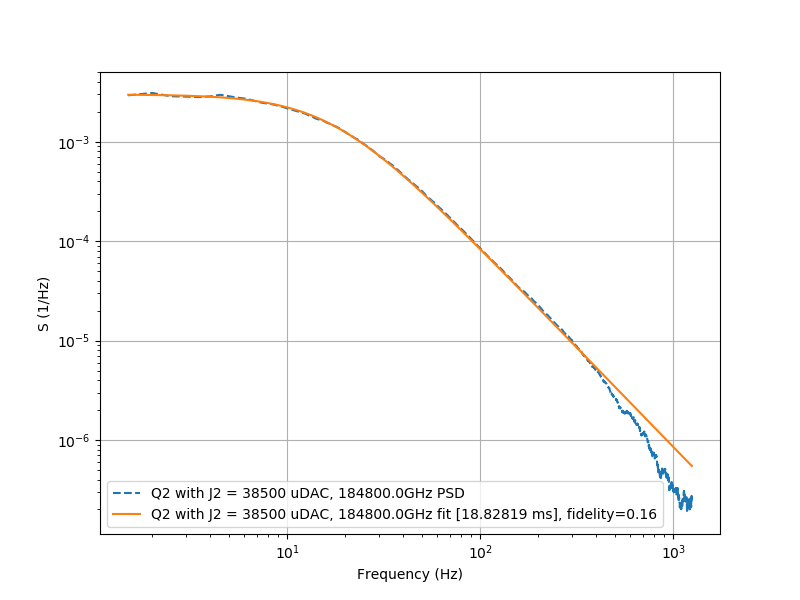 10⁻³
10⁻⁴
10⁻⁵
10⁻⁶
S (1/Hz)
Q2 with J2 = 38500 uDAC, 184800.0GHz PSD
Q2 with J2 = 38500 uDAC, 184800.0GHz fit [18.82819 ms], fidelity=0.16
10¹ 10² 10³
Frequency (Hz)